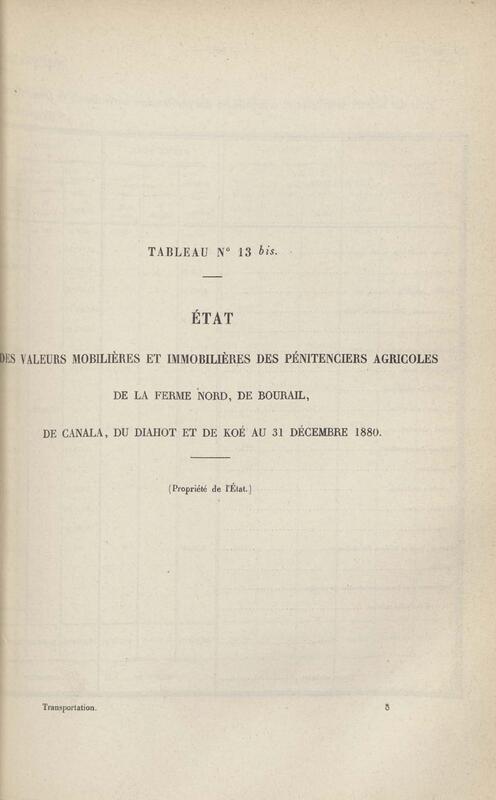 TABLEAU N° 13 bis.
ÉTAT
DES VALEURS MOBILIÈRES ET IMMOBILIÈRES DES PÉNITENCIERS AGRICOLES
DE LA FERME NORD, DE BOURAIL,
DE CANALA, DU DIAHOT ET DE KOÉ AU 31 DÉCEMBRE 1880.
(Propriété de l'État.)
Transportation. 8